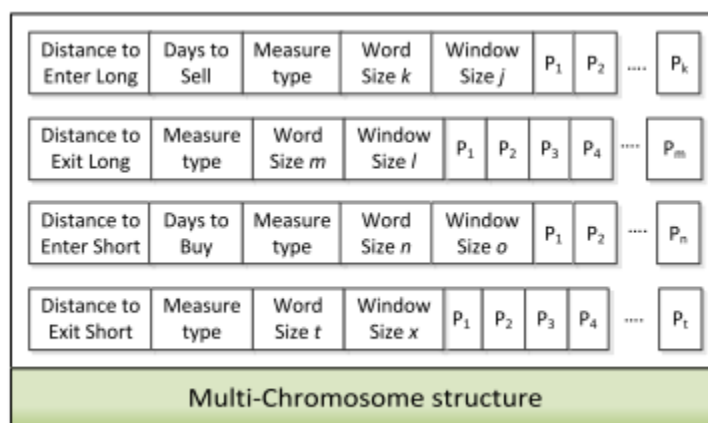 Distance to Days to Measure Word Window
Enter Long Sell type Size k Size j P₁ P₂ .... Pₖ
Distance to Measure Word Window
Exit Long type Size m Size l P₁ P₂ P₃ P₄ .... Pₘ
Distance to Days to Measure Word Window
Enter Short Buy type Size n Size o P₁ P₂ .... Pₙ
Distance to Measure Word Window
Exit Short type Size t Size x P₁ P₂ P₃ P₄ .... Pₜ
Multi-Chromosome structure